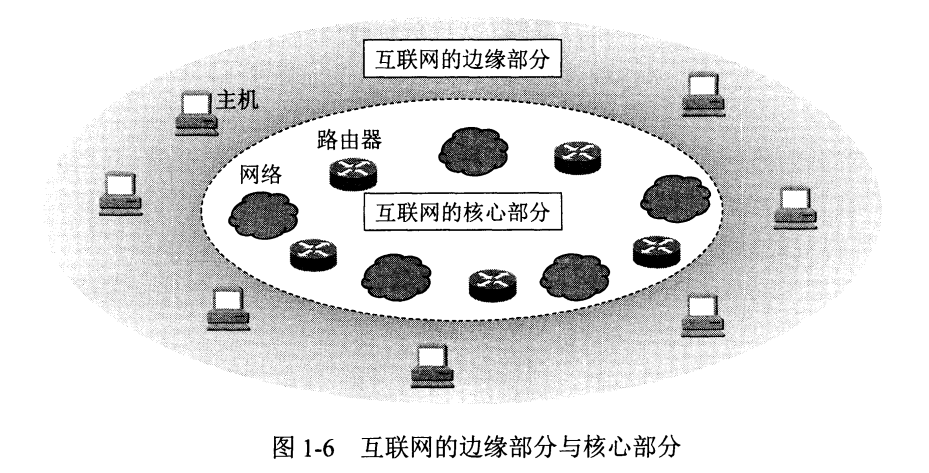 互联网的边缘部分
主机
路由器
网络
互联网的核心部分
图 1-6 互联网的边缘部分与核心部分